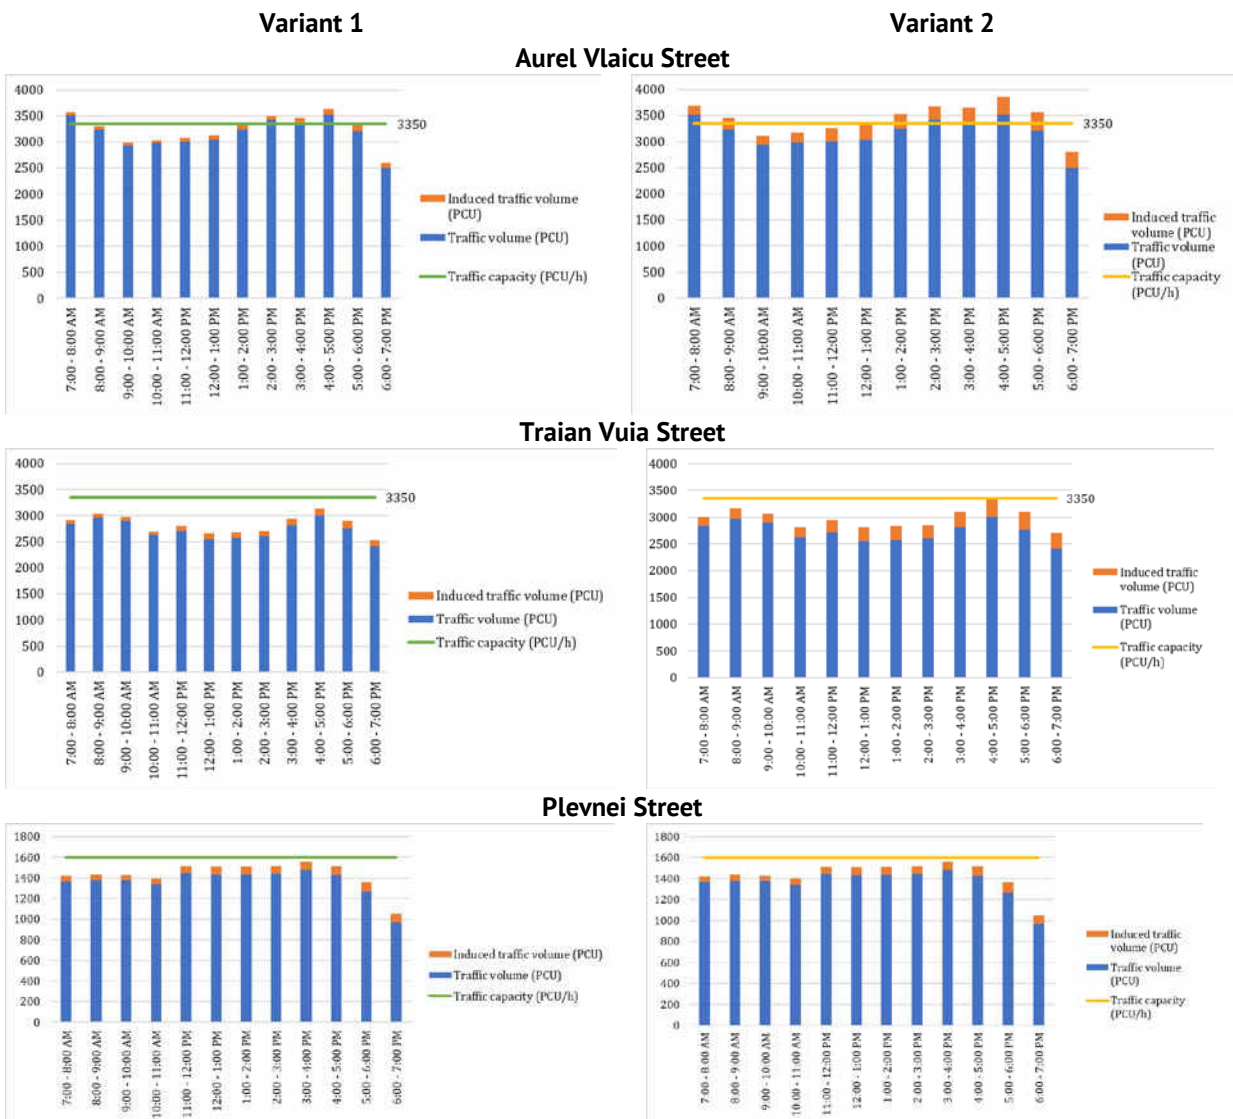 Variant 1
Variant 2
Aurel Vlaicu Street
4000
3500
3000
2500
2000
1500
1000
500
0
3350
Induced traffic volume
(PCU)
Traffic volume (PCU)
Traffic capacity (PCU/h)
7:00 - 8:00 AM
8:00 - 9:00 AM
9:00 - 10:00 AM
10:00 - 11:00 AM
11:00 - 12:00 PM
12:00 - 1:00 PM
1:00 - 2:00 PM
2:00 - 3:00 PM
3:00 - 4:00 PM
4:00 - 5:00 PM
5:00 - 6:00 PM
6:00 - 7:00 PM
4000
3500
3000
2500
2000
1500
1000
500
0
3350
Induced traffic
volume (PCU)
Traffic volume
(PCU)
Traffic capacity
(PCU/h)
7:00 - 8:00 AM
8:00 - 9:00 AM
9:00 - 10:00 AM
10:00 - 11:00 AM
11:00 - 12:00 PM
12:00 - 1:00 PM
1:00 - 2:00 PM
2:00 - 3:00 PM
3:00 - 4:00 PM
4:00 - 5:00 PM
5:00 - 6:00 PM
6:00 - 7:00 PM
Traian Vuia Street
4000
3500
3000
2500
2000
1500
1000
500
0
3350
Induced traffic volume (PCU)
Traffic volume (PCU)
Traffic capacity (PCU/h)
7:00 - 8:00 AM
8:00 - 9:00 AM
9:00 - 10:00 AM
10:00 - 11:00 AM
11:00 - 12:00 PM
12:00 - 1:00 PM
1:00 - 2:00 PM
2:00 - 3:00 PM
3:00 - 4:00 PM
4:00 - 5:00 PM
5:00 - 6:00 PM
6:00 - 7:00 PM
4000
3500
3000
2500
2000
1500
1000
500
0
3350
Induced traffic
volume (PCU)
Traffic volume
(PCU)
Traffic capacity
(PCU/h)
7:00 - 8:00 AM
8:00 - 9:00 AM
9:00 - 10:00 AM
10:00 - 11:00 AM
11:00 - 12:00 PM
12:00 - 1:00 PM
1:00 - 2:00 PM
2:00 - 3:00 PM
3:00 - 4:00 PM
4:00 - 5:00 PM
5:00 - 6:00 PM
6:00 - 7:00 PM
Plevnei Street
1800
1600
1400
1200
1000
800
600
400
200
0
Induced traffic volume (PCU)
Traffic volume (PCU)
Traffic capacity (PCU/h)
7:00 - 8:00 AM
8:00 - 9:00 AM
9:00 - 10:00 AM
10:00 - 11:00 AM
11:00 - 12:00 PM
12:00 - 1:00 PM
1:00 - 2:00 PM
2:00 - 3:00 PM
3:00 - 4:00 PM
4:00 - 5:00 PM
5:00 - 6:00 PM
6:00 - 7:00 PM
1800
1600
1400
1200
1000
800
600
400
200
0
Induced traffic
volume (PCU)
Traffic volume
(PCU)
Traffic capacity
(PCU/h)
7:00 - 8:00 AM
8:00 - 9:00 AM
9:00 - 10:00 AM
10:00 - 11:00 AM
11:00 - 12:00 PM
12:00 - 1:00 PM
1:00 - 2:00 PM
2:00 - 3:00 PM
3:00 - 4:00 PM
4:00 - 5:00 PM
5:00 - 6:00 PM
6:00 - 7:00 PM